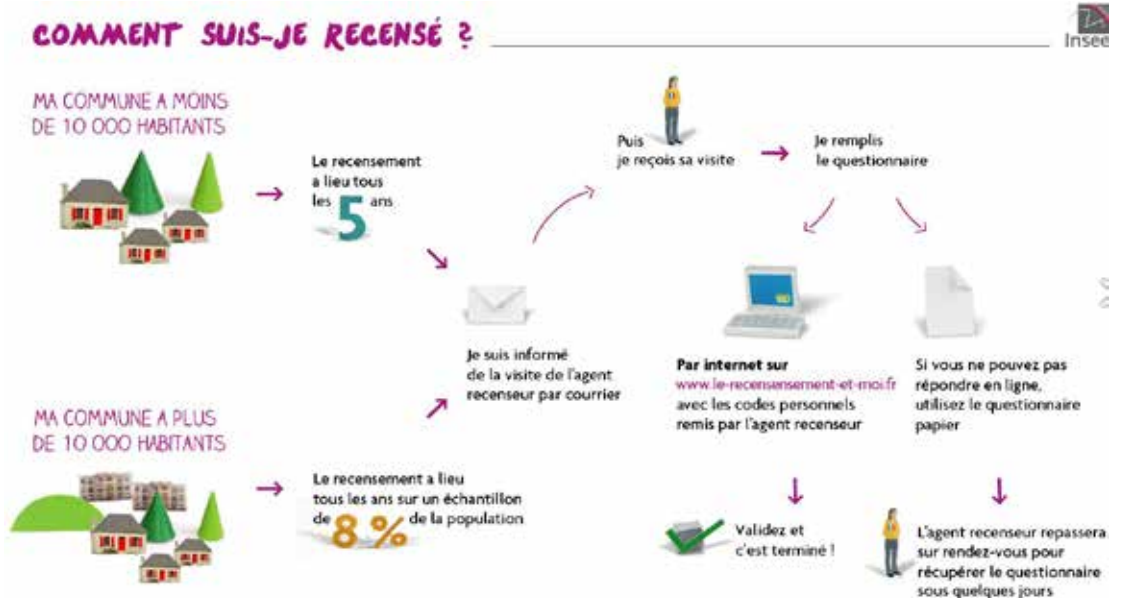 COMMENT SUIS-JE RECENSÉ ?
Insee
MA COMMUNE A MOINS
DE 10 000 HABITANTS
Le recensement
a lieu tous
les 5 ans
MA COMMUNE A PLUS
DE 10 000 HABITANTS
Le recensement a lieu
tous les ans sur un échantillon
de 8 % de la population
Je suis informé
de la visite de l'agent
recenseur par courrier
Puis
je reçois sa visite
Je remplis
le questionnaire
Par internet sur
www.le-recensensement-et-moi.fr
avec les codes personnels
remis par l'agent recenseur
Validez et
c'est terminé !
Si vous ne pouvez pas
répondre en ligne,
utilisez le questionnaire
papier
L'agent recenseur repassera
sur rendez-vous pour
récupérer le questionnaire
sous quelques jours